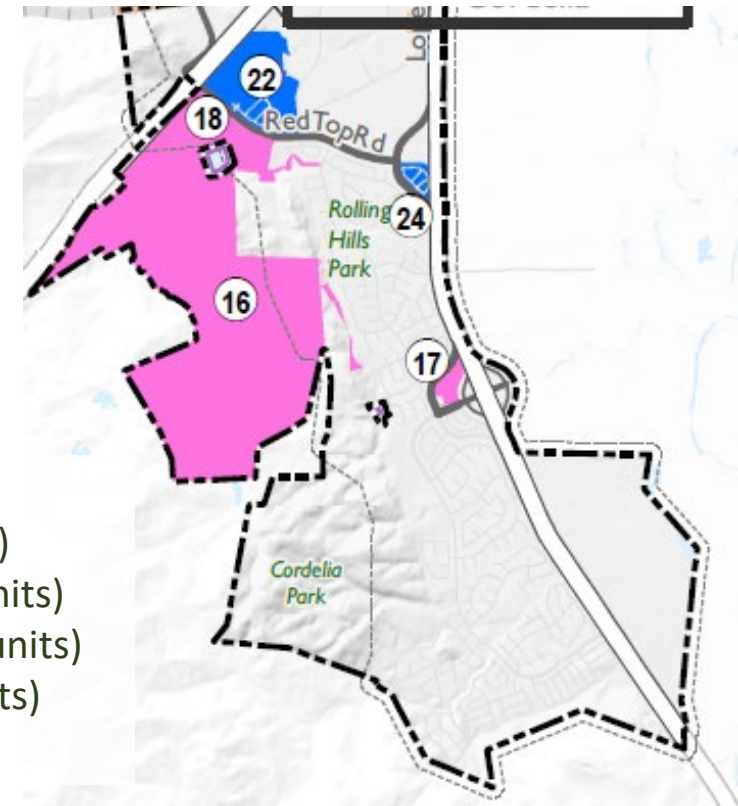 22
18
RedTopRd
24
Rolling
Hills
Park
16
17
Cordelia
Park
)
nits)
units)
ts)